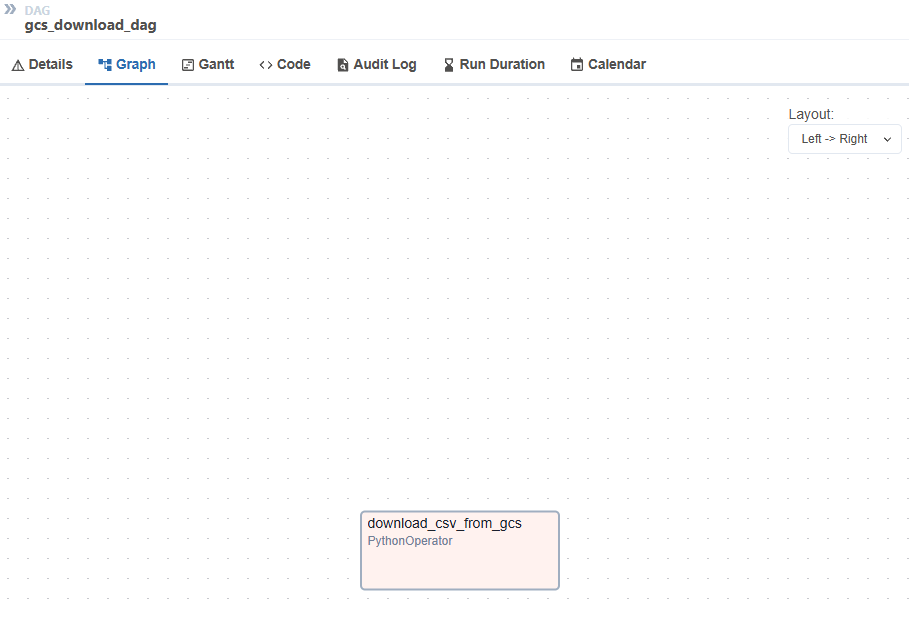 DAG
gcs_download_dag
Details Graph Gantt Code Audit Log Run Duration Calendar
Layout:
Left -> Right
download_csv_from_gcs
PythonOperator